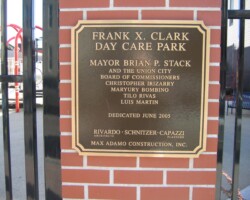 FRANK X. CLARK
DAY CARE PARK
MAYOR BRIAN P. STACK
AND THE UNION CITY
BOARD OF COMMISSIONERS
CHRISTOPHER IRIZARRY
MARYURY BOMBINO
TILO RIVAS
LUIS MARTIN
DEDICATED JUNE 2003
RIVARDO · SCHNITZER · CAPAZZI
MAX ADAMO CONSTRUCTION, INC.